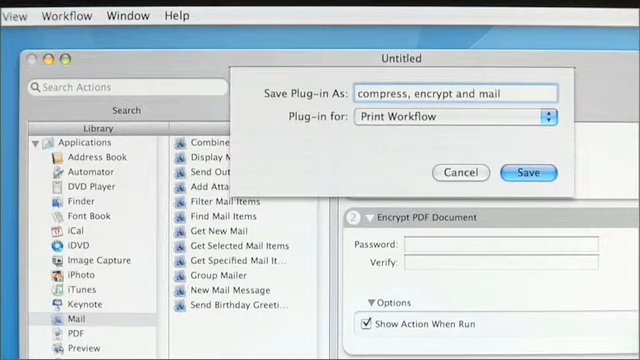 View Workflow Window Help
Untitled
Search Actions
Search
Library
Applications
Address Book
Automator
DVD Player
Finder
Font Book
iCal
iDVD
Image Capture
iPhoto
iTunes
Keynote
Mail
PDF
Preview
Combine
Display M
Send Out
Add Atta
Filter Mail Items
Find Mail Items
Get New Mail
Get Selected Mail Items
Get Specified Mail It...
Group Mailer
New Mail Message
Send Birthday Greeti...
Save Plug-in As: compress, encrypt and mail
Plug-in for: Print Workflow
Cancel Save
2 Encrypt PDF Document
Password:
Verify:
Options
Show Action When Run